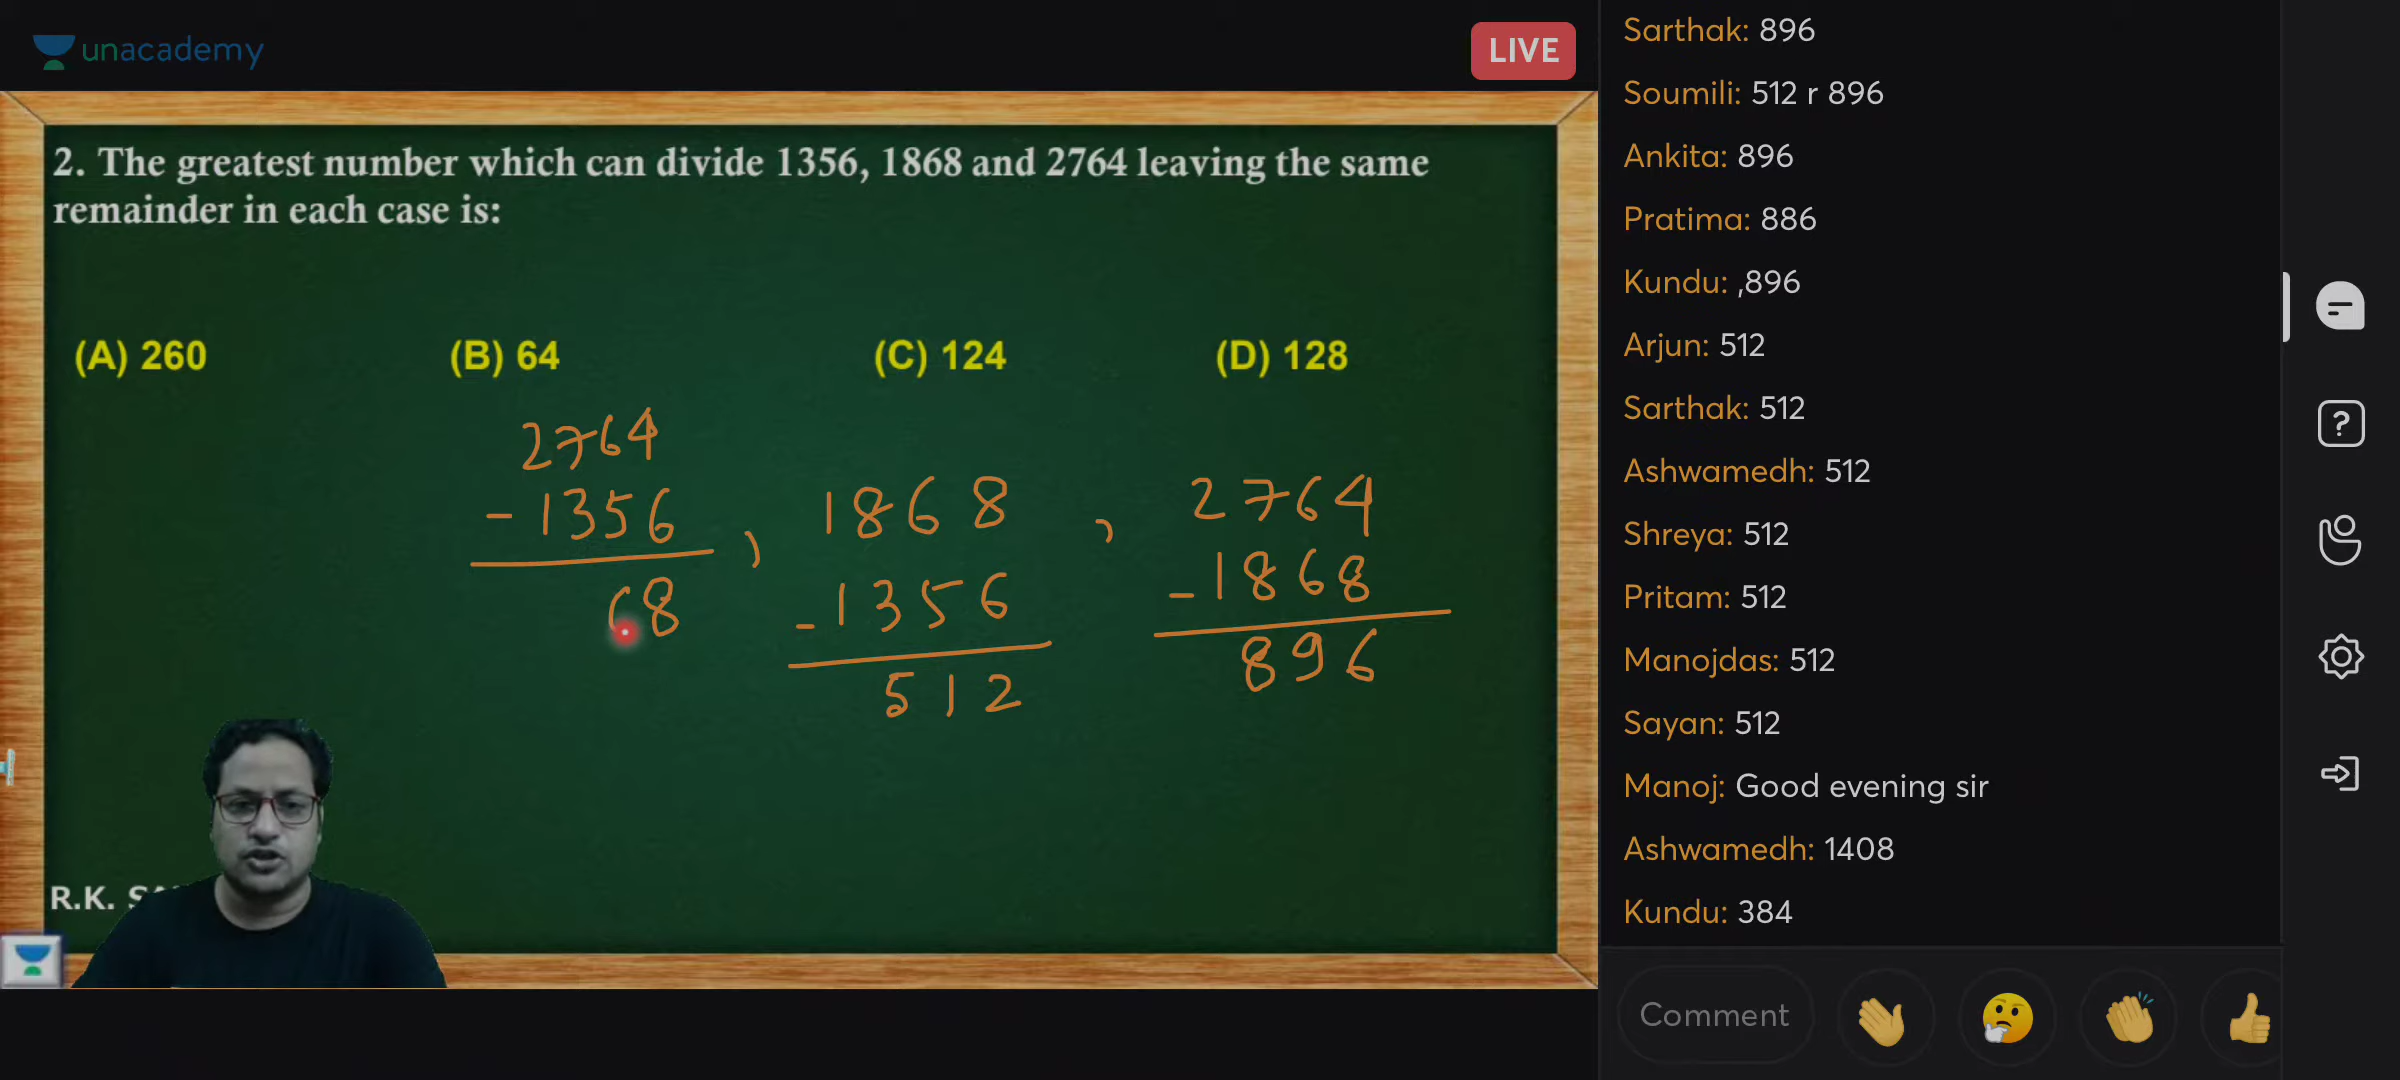 unacademy
LIVE
2. The greatest number which can divide 1356, 1868 and 2764 leaving the same
remainder in each case is:
(A) 260 (B) 64 (C) 124 (D) 128
2764
- 1356
68
,
1868
- 1356
512
,
2764
- 1868
896
R.K.
Sarthak: 896
Soumili: 512 r 896
Ankita: 896
Pratima: 886
Kundu: ,896
Arjun: 512
Sarthak: 512
Ashwamedh: 512
Shreya: 512
Pritam: 512
Manojdas: 512
Sayan: 512
Manoj: Good evening sir
Ashwamedh: 1408
Kundu: 384
Comment